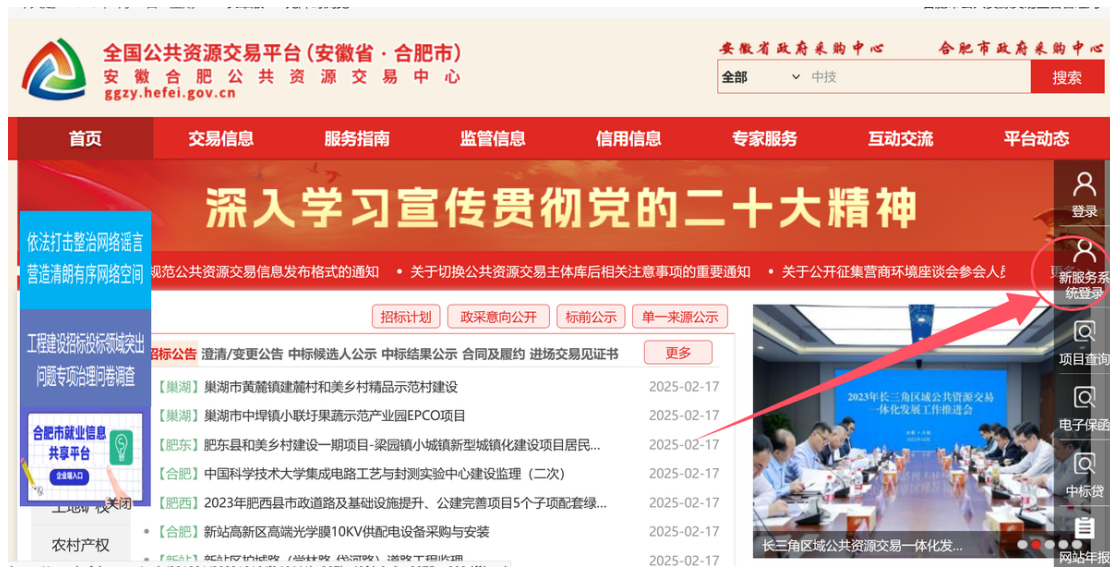 安徽省政府采购中心 合肥市政府采购中心
全国公共资源交易平台(安徽省·合肥市)
安徽合肥公共资源交易中心
ggzy.hefei.gov.cn
全部 中技 搜索
首页 交易信息 服务指南 监管信息 信用信息 专家服务 互动交流 平台动态
深入学习宣传贯彻党的二十大精神
登录
新服务系
统登录
项目查询
电子保函
中标贷
网站年报
依法打击整治网络谣言
营造清朗有序网络空间
工程建设招标投标领域突出
问题专项治理问卷调查
合肥市就业信息
共享平台
企业端入口
关闭
规范公共资源交易信息发布格式的通知 • 关于切换公共资源交易主体库后相关注意事项的重要通知 • 关于公开征集营商环境座谈会参会人员
招标计划 政采意向公开 标前公示 单一来源公示
招标公告 澄清/变更公告 中标候选人公示 中标结果公示 合同及履约 进场交易见证书 更多
【巢湖】巢湖市黄麓镇建麓村和美乡村精品示范村建设 2025-02-17
【巢湖】巢湖市中垾镇小联圩果蔬示范产业园EPCO项目 2025-02-17
【肥东】肥东县和美乡村建设一期项目-梁园镇小城镇新型城镇化建设项目居民... 2025-02-17
【合肥】中国科学技术大学集成电路工艺与封测实验中心建设监理（二次） 2025-02-17
【肥西】2023年肥西县市政道路及基础设施提升、公建完善项目5个子项配套绿... 2025-02-17
【合肥】新站高新区高端光学膜10KV供配电设备采购与安装 2025-02-17
2025-02-17
土地矿权
农村产权
2023年长三角区域公共资源交易
一体化发展工作推进会
长三角区域公共资源交易一体化发...